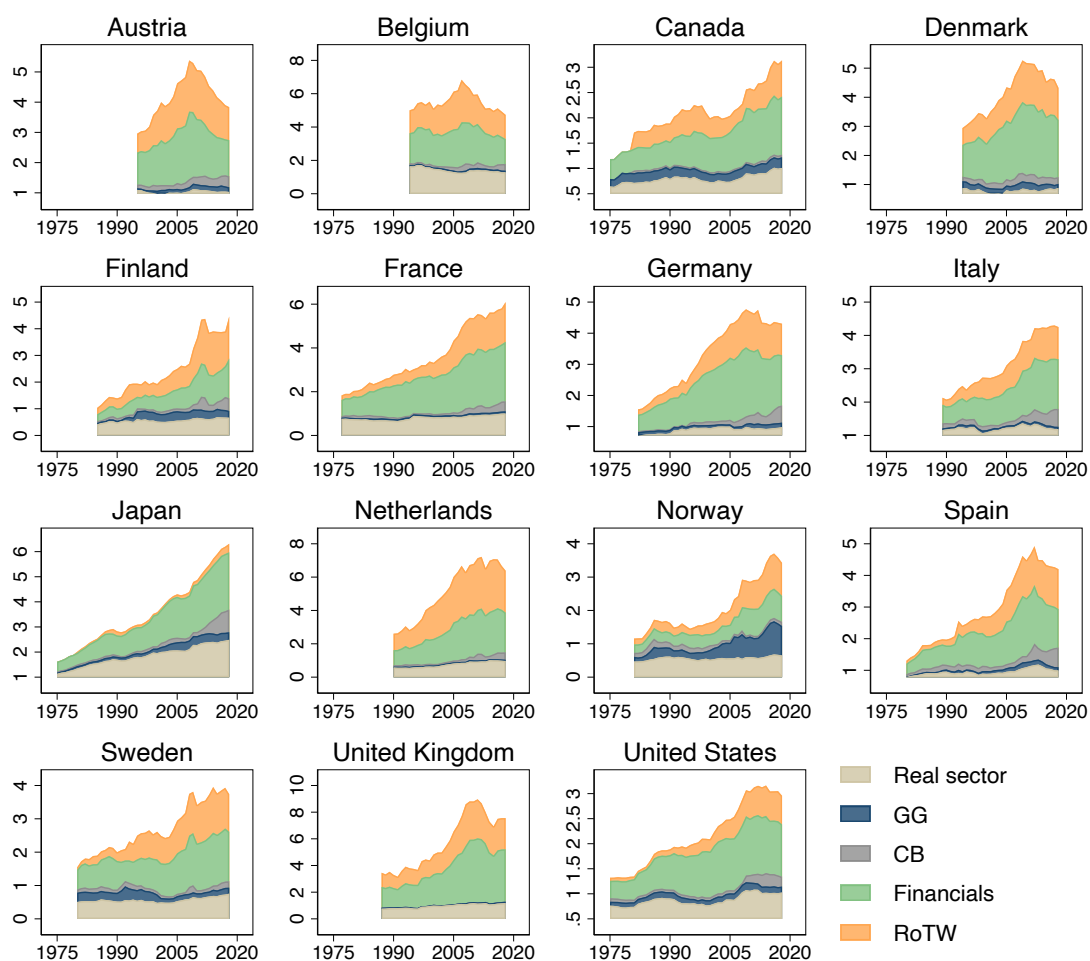 Austria Belgium Canada Denmark
1 2 3 4 5
0 2 4 6 8
.5 1 1.5 2 2.5 3
1 2 3 4 5
1975 1990 2005 2020 1975 1990 2005 2020 1975 1990 2005 2020 1975 1990 2005 2020
Finland France Germany Italy
0 1 2 3 4 5
0 2 4 6
1 2 3 4 5
1 2 3 4 5
1975 1990 2005 2020 1975 1990 2005 2020 1975 1990 2005 2020 1975 1990 2005 2020
Japan Netherlands Norway Spain
1 2 3 4 5 6
0 2 4 6 8
0 1 2 3 4
1 2 3 4 5
1975 1990 2005 2020 1975 1990 2005 2020 1975 1990 2005 2020 1975 1990 2005 2020
Sweden United Kingdom United States
0 1 2 3 4
0 2 4 6 8 10
.5 1 1.5 2 2.5 3
1975 1990 2005 2020 1975 1990 2005 2020 1975 1990 2005 2020
Real sector
GG
CB
Financials
RoTW